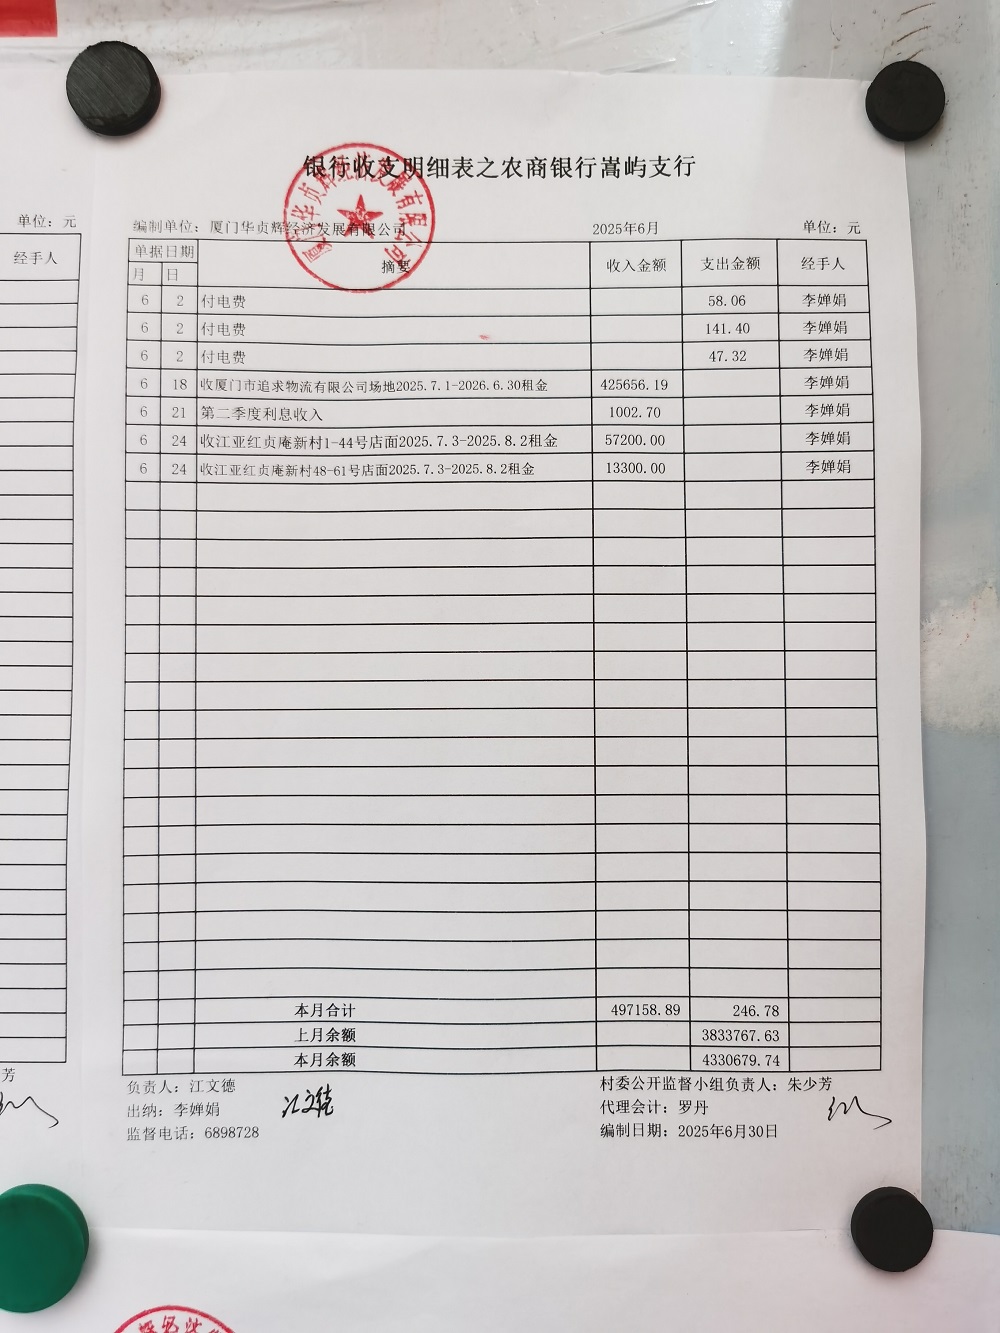 单位：元
经手人
芳
银行收支明细表之农商银行嵩屿支行
编制单位：厦门华贞辉经济发展有限公司 2025年6月 单位：元
单据日期 摘要 收入金额 支出金额 经手人
月 日
6 2 付电费 58.06 李婵娟
6 2 付电费 141.40 李婵娟
6 2 付电费 47.32 李婵娟
6 18 收厦门市追求物流有限公司场地2025.7.1-2026.6.30租金 425656.19 李婵娟
6 21 第二季度利息收入 1002.70 李婵娟
6 24 收江亚红贞庵新村1-44号店面2025.7.3-2025.8.2租金 57200.00 李婵娟
6 24 收江亚红贞庵新村48-61号店面2025.7.3-2025.8.2租金 13300.00 李婵娟
本月合计 497158.89 246.78
上月余额 3833767.63
本月余额 4330679.74
负责人：江文德 村委公开监督小组负责人：朱少芳
出纳：李婵娟 江文德 代理会计：罗丹
监督电话：6898728 编制日期：2025年6月30日